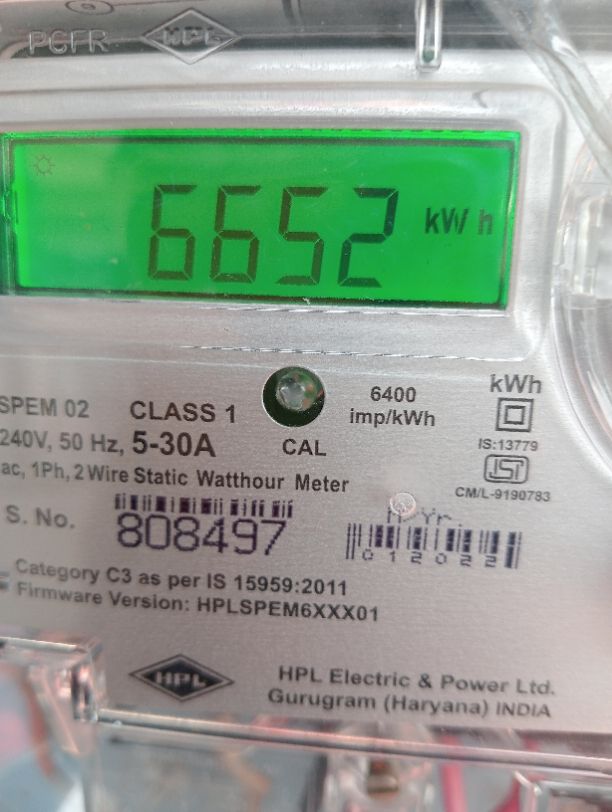 PCFR HPL
6652 kWh
SPEM 02 CLASS 1
6400
imp/kWh
kWh
240V, 50 Hz, 5-30A
CAL
IS:13779
ISI
CM/L-9190783
ac, 1Ph, 2 Wire Static Watthour Meter
S. No.
808497
M/Yr.
012022
Category C3 as per IS 15959:2011
Firmware Version: HPLSPEM6XXX01
HPL
HPL Electric & Power Ltd.
Gurugram (Haryana) INDIA